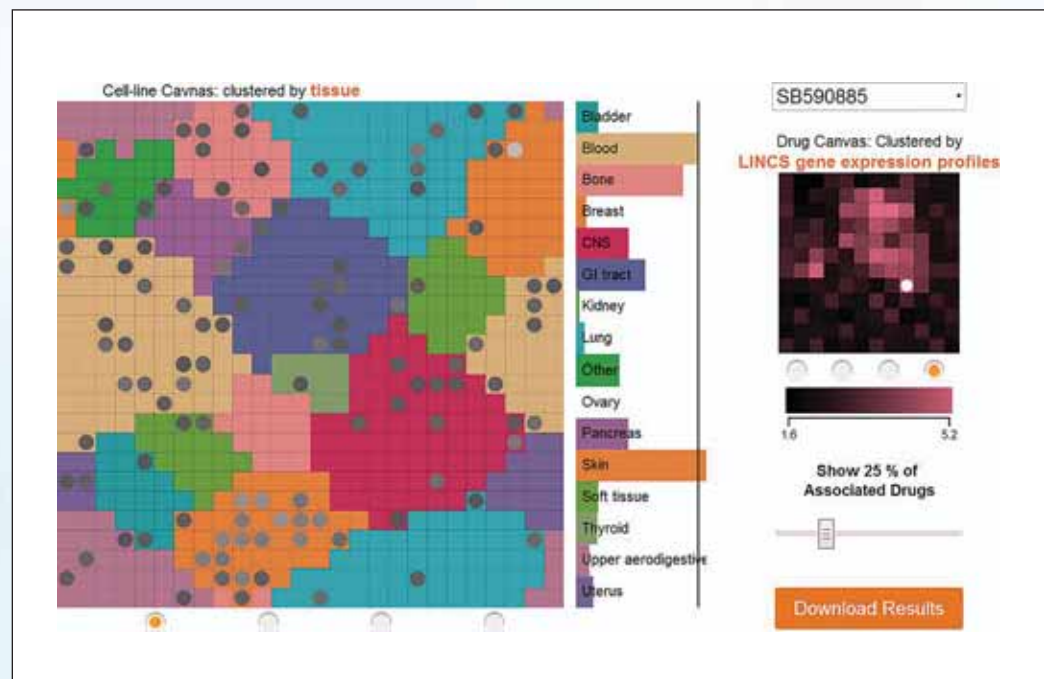 Cell-line Cavnas: clustered by tissue
Bladder
Blood
Bone
Breast
CNS
GI tract
Kidney
Lung
Other
Ovary
Pancreas
Skin
Soft tissue
Thyroid
Upper aerodigestive
Uterus
SB590885
Drug Canvas: Clustered by
LINCS gene expression profiles
1.6 5.2
Show 25 % of
Associated Drugs
Download Results